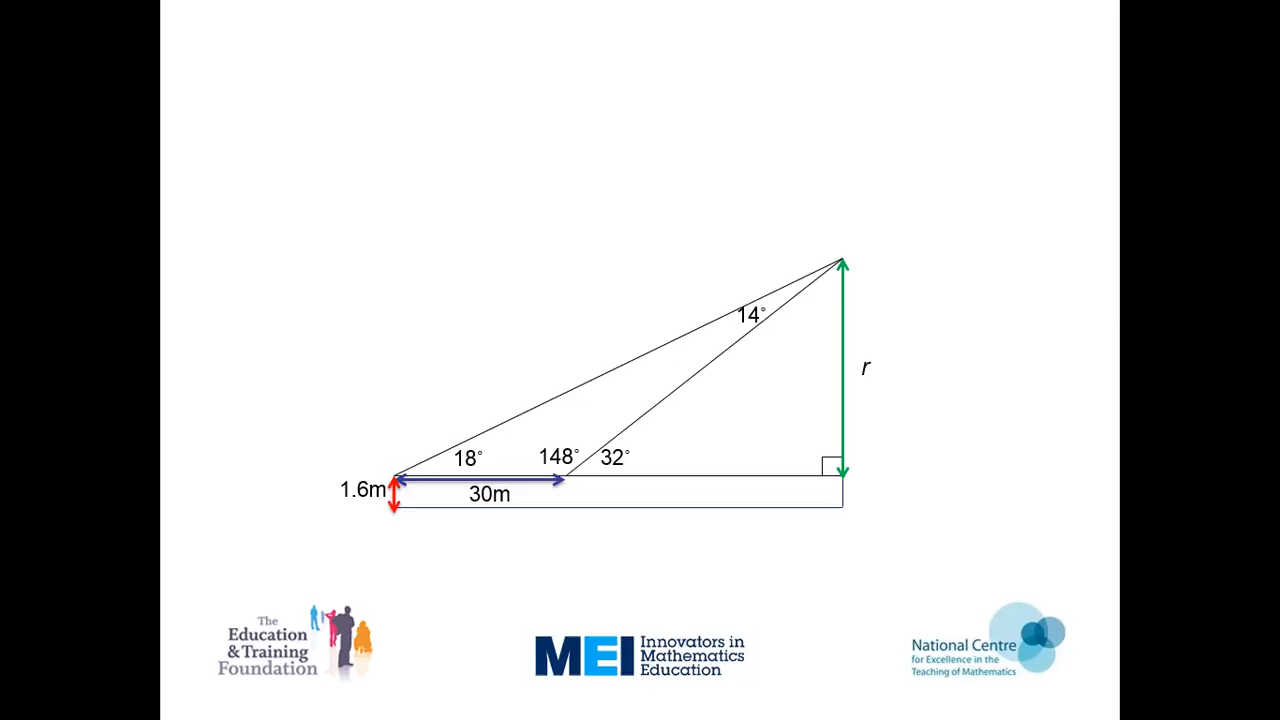 14°
r
18°
148°
32°
1.6m
30m
The
Education
& Training
Foundation
MEI
Innovators in
Mathematics
Education
National Centre
for Excellence in the
Teaching of Mathematics